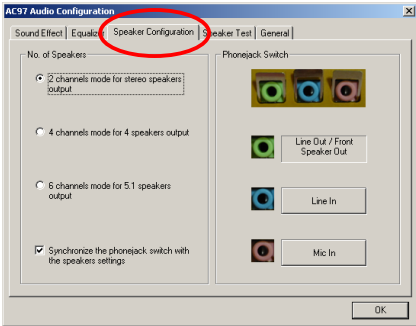 AC97 Audio Configuration
Sound Effect
Equalizer
Speaker Configuration
Speaker Test
General
No. of Speakers
2 channels mode for stereo speakers
output
4 channels mode for 4 speakers output
6 channels mode for 5.1 speakers
output
Synchronize the phonejack switch with
the speakers settings
Phonejack Switch
Line Out / Front
Speaker Out
Line In
Mic In
OK